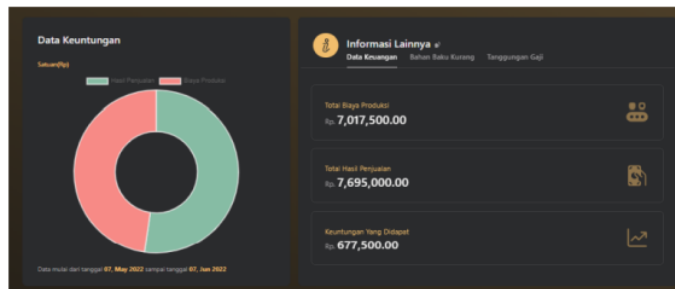 Data Keuntungan
Satuan(Rp)
Hasil Penjualan Biaya Produksi
Data mulai dari tanggal 07, May 2022 sampai tanggal 07, Jun 2022
Informasi Lainnya
Data Keuangan Bahan Baku Kurang Tanggungan Gaji
Total Biaya Produksi
Rp. 7,017,500.00
Total Hasil Penjualan
Rp. 7,695,000.00
Keuntungan Yang Didapat
Rp. 677,500.00